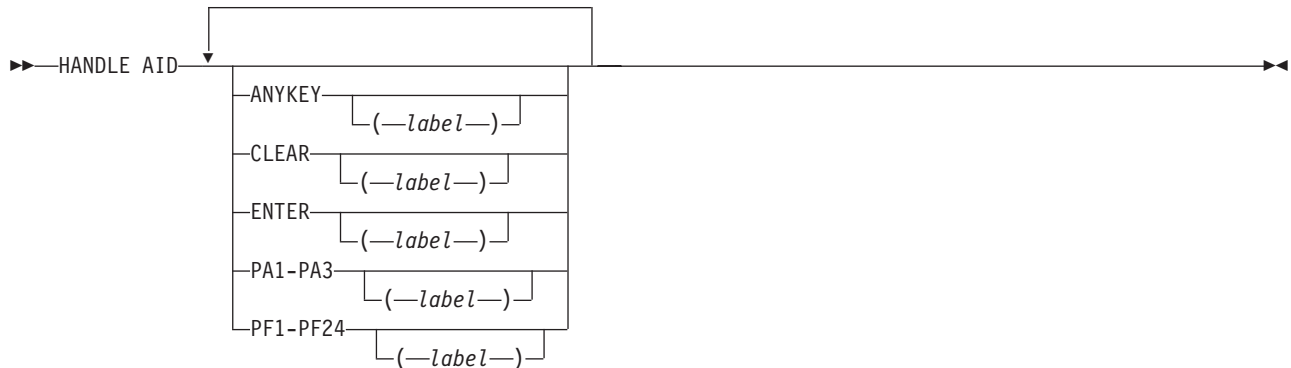 HANDLE AID
ANYKEY
(label)
CLEAR
(label)
ENTER
(label)
PA1-PA3
(label)
PF1-PF24
(label)